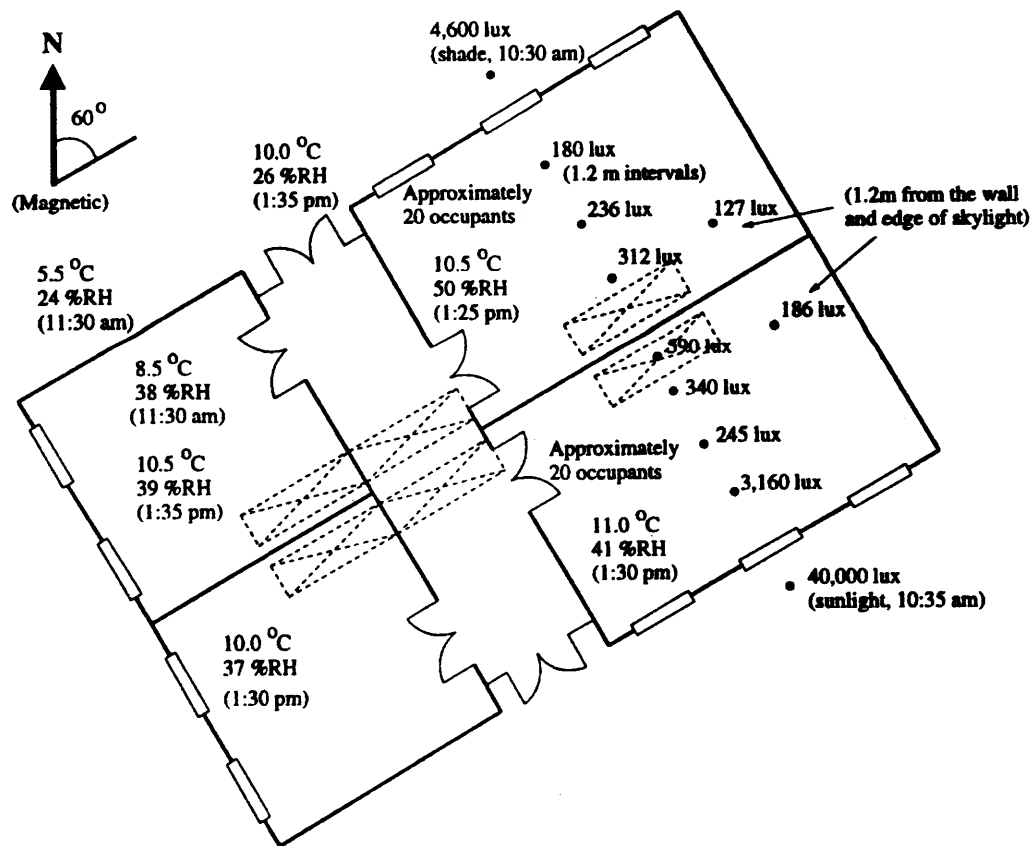 N
60°
(Magnetic)
4,600 lux
(shade, 10:30 am)
10.0 °C
26 %RH
(1:35 pm)
Approximately
20 occupants
180 lux
(1.2 m intervals)
236 lux
127 lux
(1.2m from the wall
and edge of skylight)
5.5 °C
24 %RH
(11:30 am)
10.5 °C
50 %RH
(1:25 pm)
312 lux
186 lux
8.5 °C
38 %RH
(11:30 am)
590 lux
340 lux
10.5 °C
39 %RH
(1:35 pm)
Approximately
20 occupants
245 lux
3,160 lux
11.0 °C
41 %RH
(1:30 pm)
40,000 lux
(sunlight, 10:35 am)
10.0 °C
37 %RH
(1:30 pm)